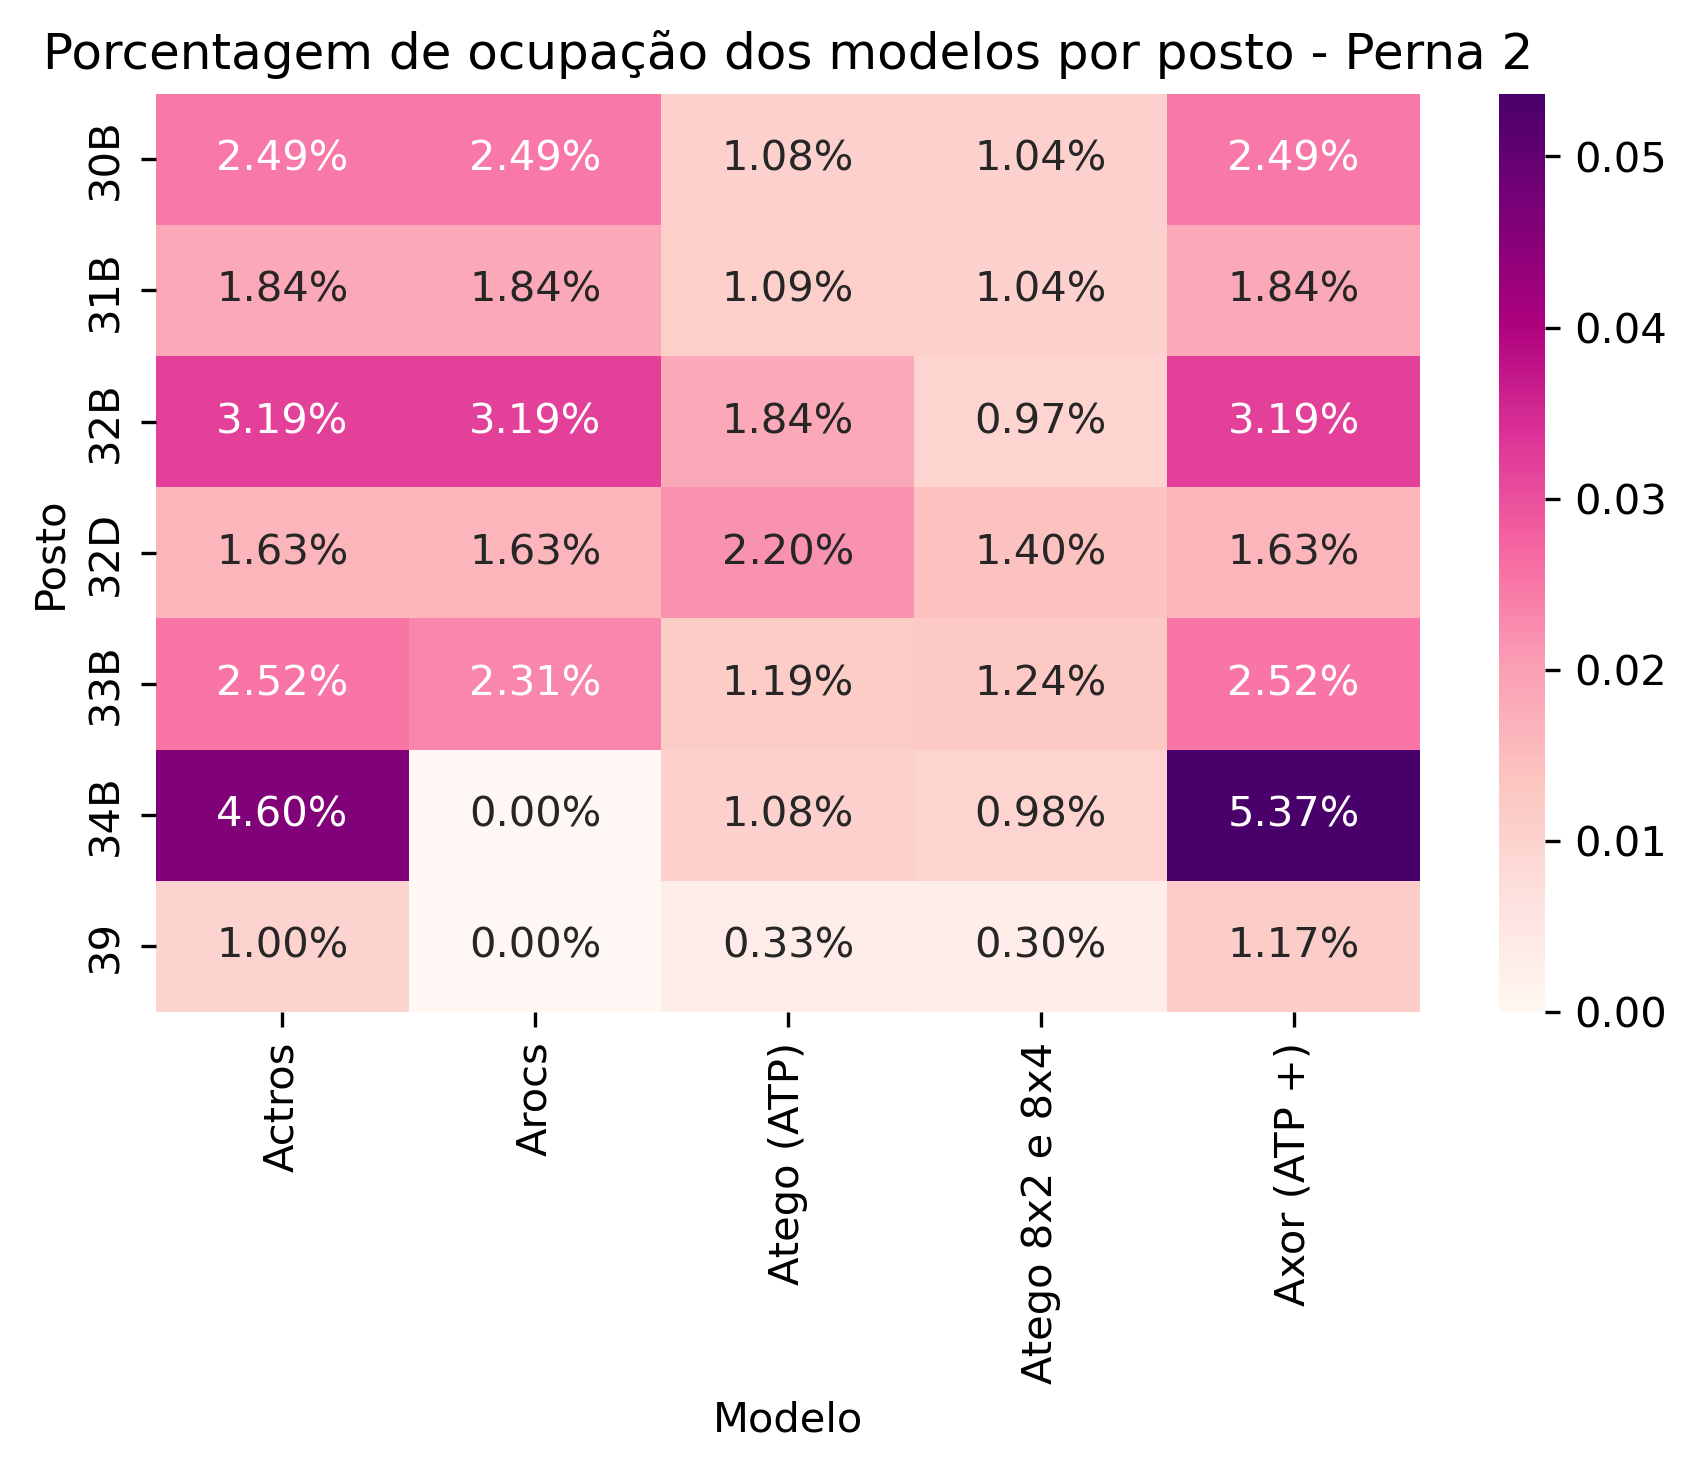 Porcentagem de ocupação dos modelos por posto - Perna 2
Posto
30B 2.49% 2.49% 1.08% 1.04% 2.49%
31B 1.84% 1.84% 1.09% 1.04% 1.84%
32B 3.19% 3.19% 1.84% 0.97% 3.19%
32D 1.63% 1.63% 2.20% 1.40% 1.63%
33B 2.52% 2.31% 1.19% 1.24% 2.52%
34B 4.60% 0.00% 1.08% 0.98% 5.37%
39 1.00% 0.00% 0.33% 0.30% 1.17%
Actros
Arocs
Atego (ATP)
Atego 8x2 e 8x4
Axor (ATP +)
Modelo
0.05
0.04
0.03
0.02
0.01
0.00